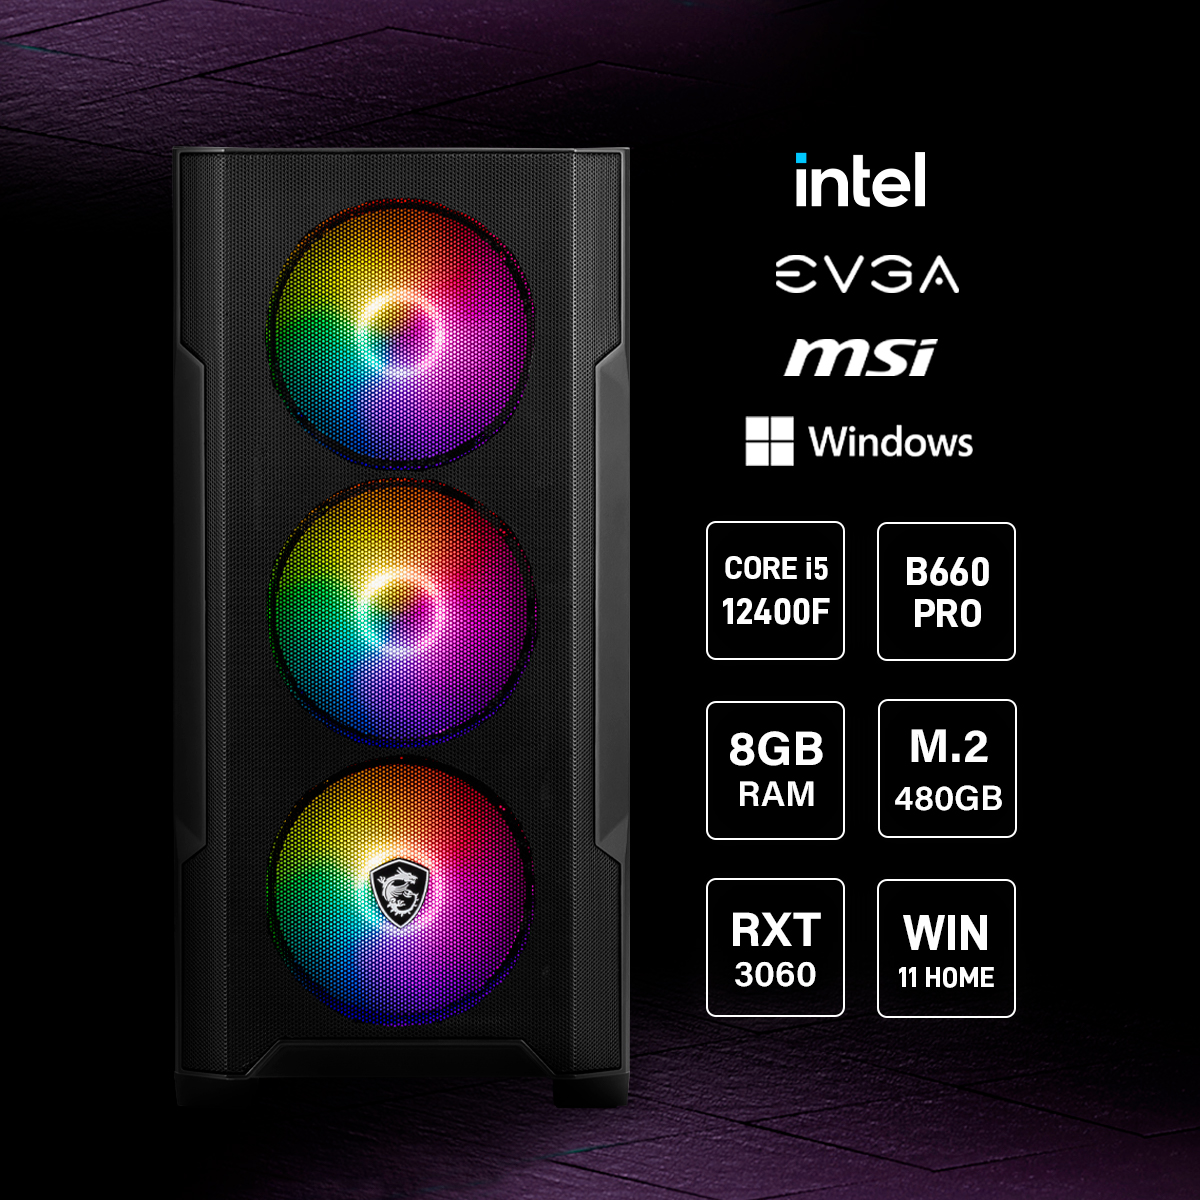 intel
EVGA
msi
Windows
CORE i5
12400F
B660
PRO
8GB
RAM
M.2
480GB
RXT
3060
WIN
11 HOME